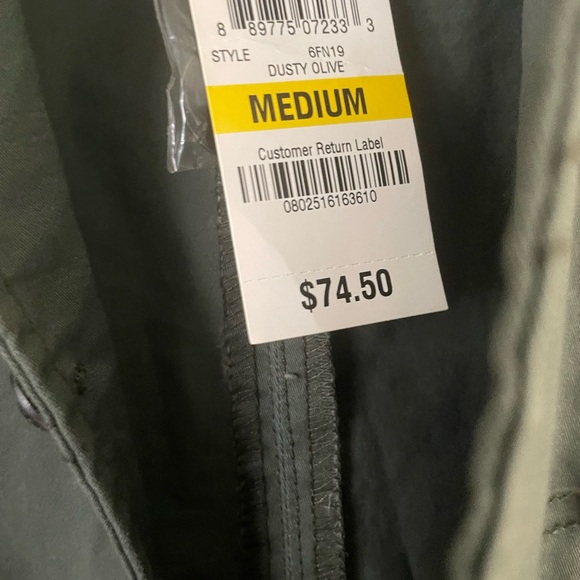 8 89775 07233 3
STYLE 6FN19
DUSTY OLIVE
MEDIUM
Customer Return Label
0802516163610
$74.50